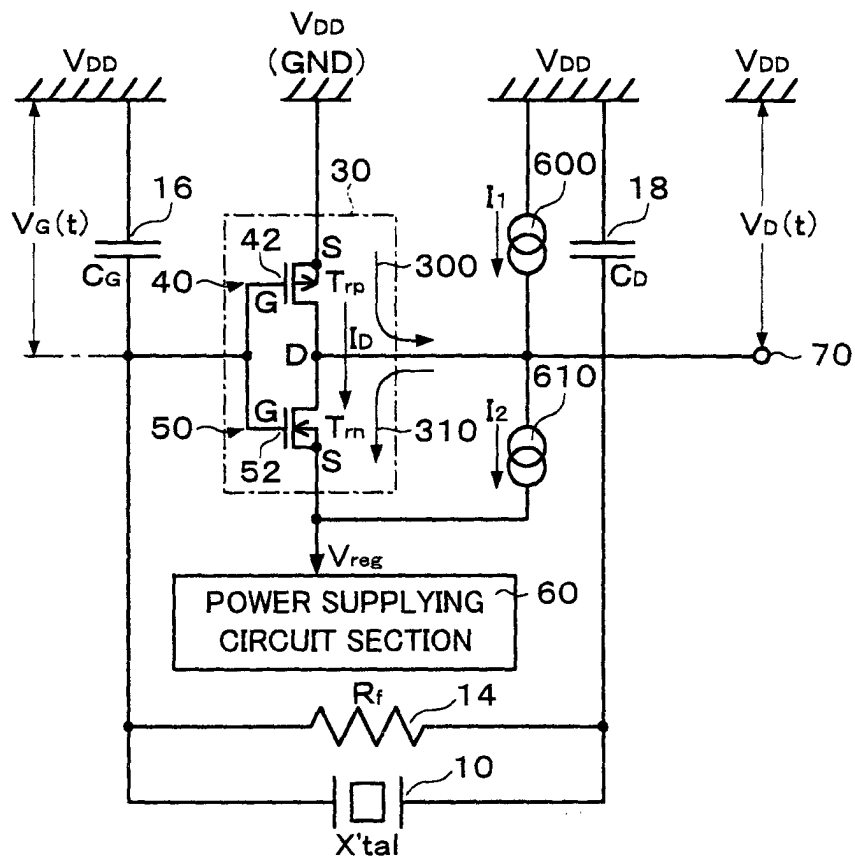 VDD
VDD
(GND)
VDD
VDD
VG(t)
16
CG
30
42
S
40
G
Trp
300
I1
600
18
CD
VD(t)
D
ID
70
50
G
Trn
310
52
S
I2
610
Vreg
POWER SUPPLYING
CIRCUIT SECTION
60
Rf
14
10
X'tal